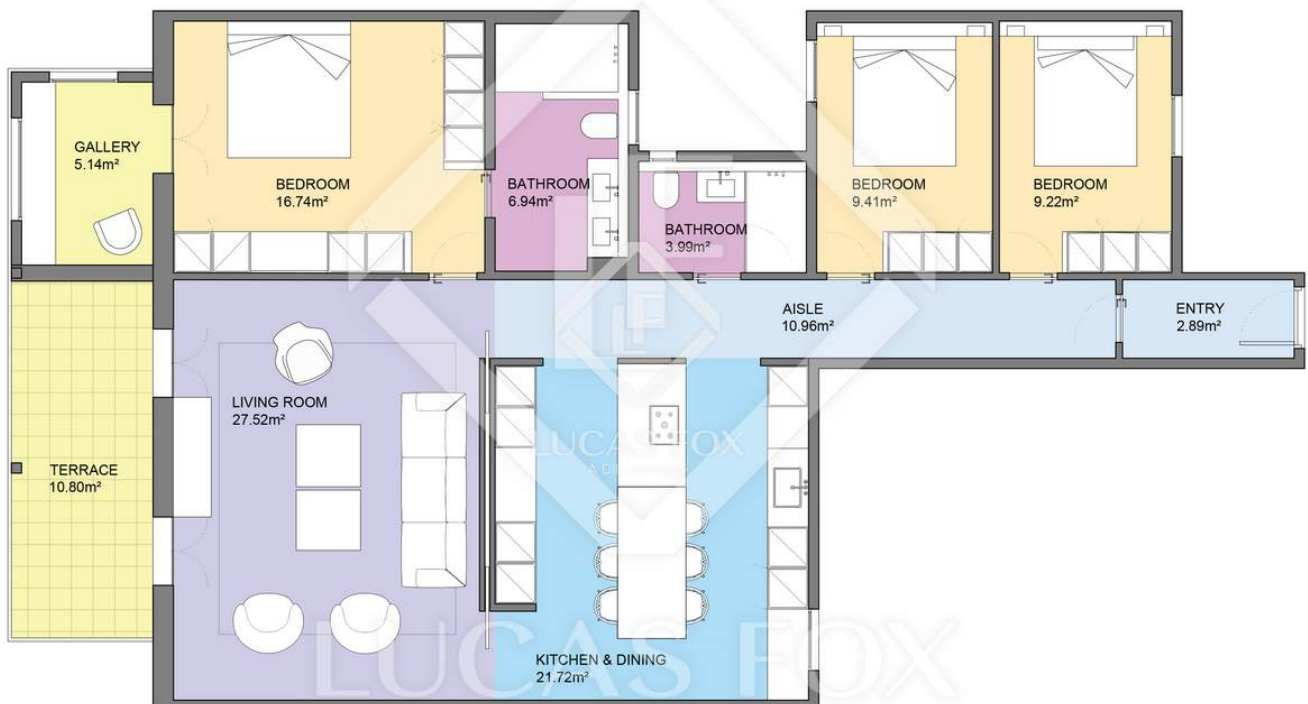 GALLERY
5.14m²
BEDROOM
16.74m²
BATHROOM
6.94m²
BATHROOM
3.99m²
BEDROOM
9.41m²
BEDROOM
9.22m²
AISLE
10.96m²
ENTRY
2.89m²
LIVING ROOM
27.52m²
TERRACE
10.80m²
LUCAS FOX
KITCHEN & DINING
21.72m²
LUCAS FOX